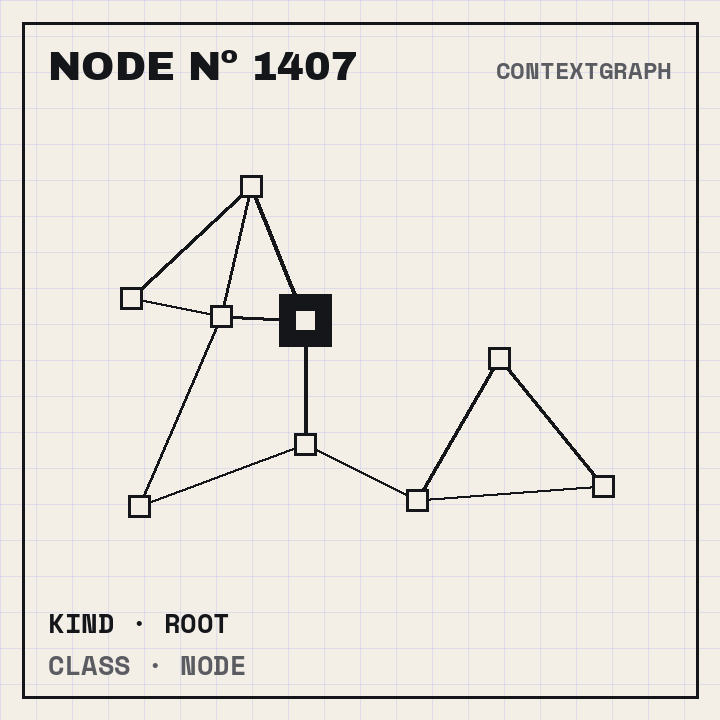 NODE Nº 1407
CONTEXTGRAPH
KIND · ROOT
CLASS · NODE